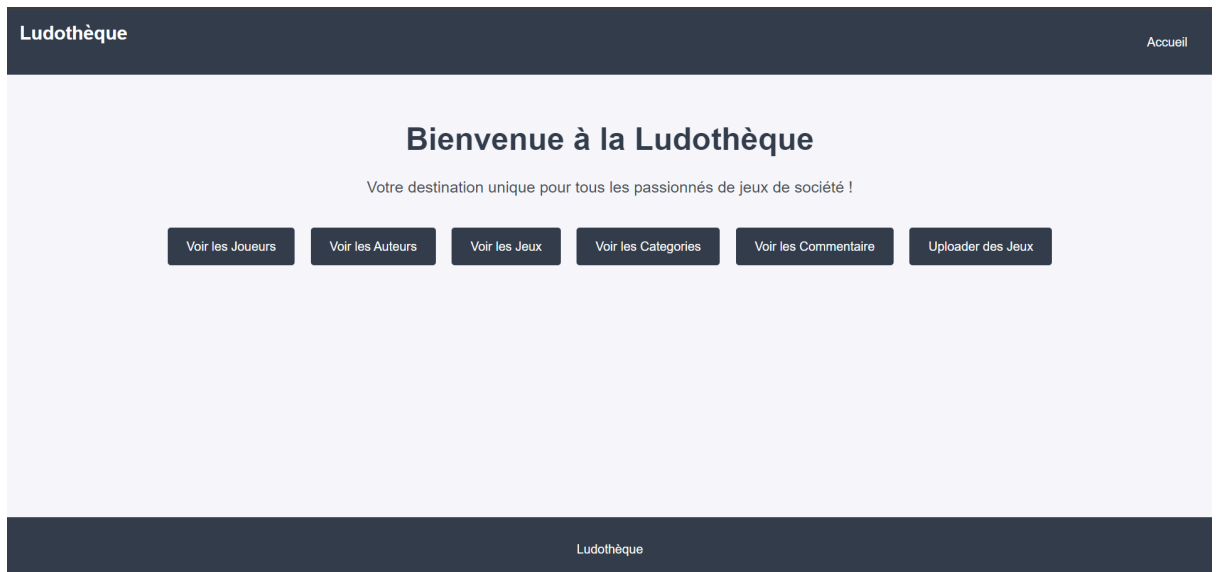 Ludothèque
Accueil
Bienvenue à la Ludothèque
Votre destination unique pour tous les passionnés de jeux de société !
Voir les Joueurs
Voir les Auteurs
Voir les Jeux
Voir les Categories
Voir les Commentaire
Uploader des Jeux
Ludothèque